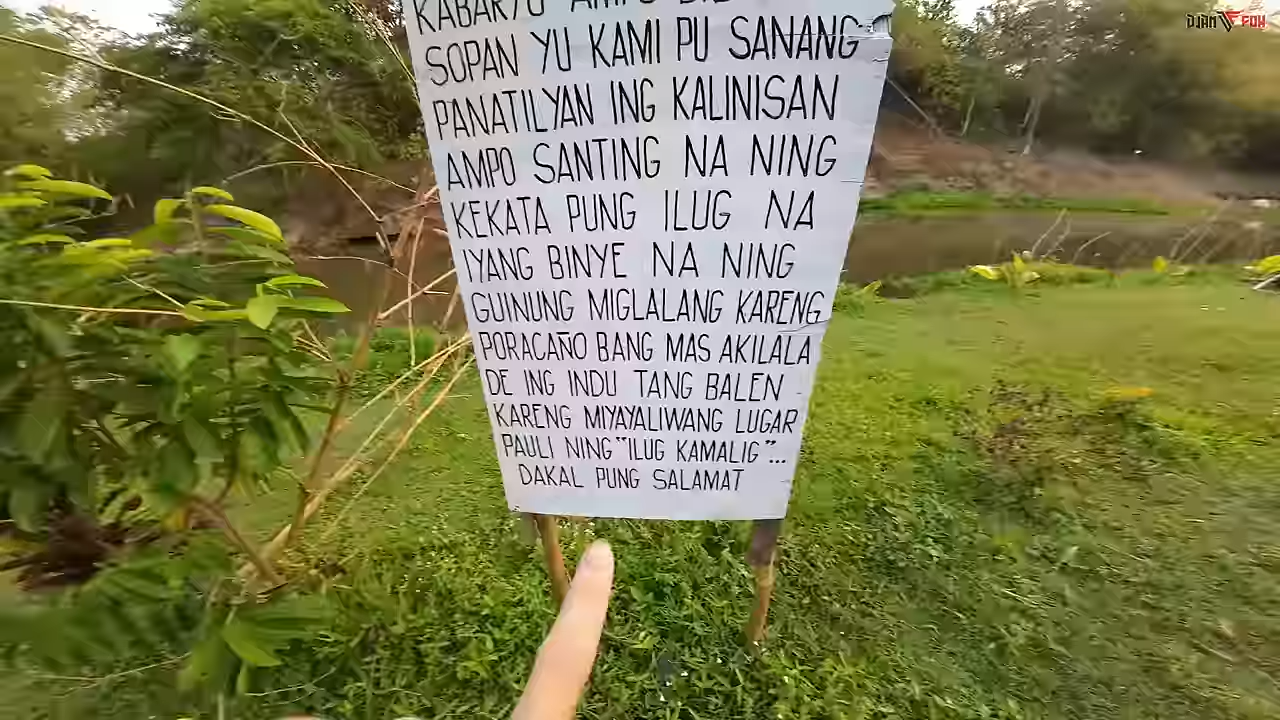 KABARYO AMPO
SOPAN YU KAMI PU SANANG
PANATILYAN ING KALINISAN
AMPO SANTING NA NING
KEKATA PUNG ILUG NA
IYANG BINYE NA NING
GUINUNG MIGLALANG KARENG
PORACAÑO BANG MAS AKILALA
DE ING INDU TANG BALEN
KARENG MIYAYALIWANG LUGAR
PAULI NING "ILUG KAMALIG"...
DAKAL PUNG SALAMAT